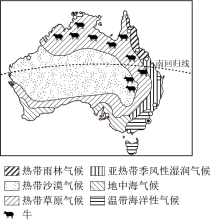 南回归线
热带雨林气候 亚热带季风性湿润气候
热带沙漠气候 地中海气候
热带草原气候 温带海洋性气候
牛